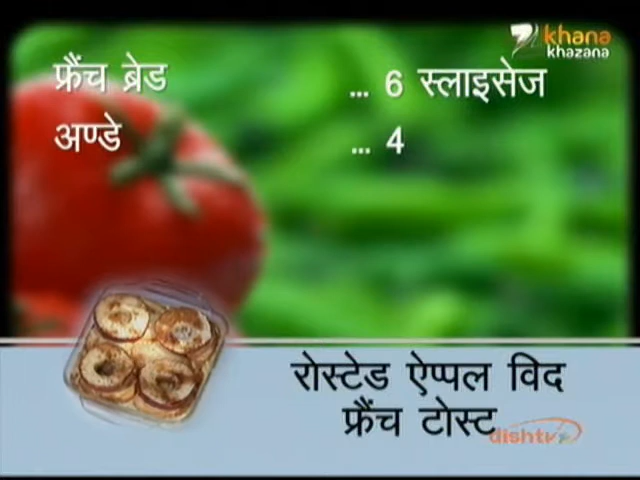 khana
khazana
फ्रैंच ब्रेड ... 6 स्लाइसेज
अण्डे ... 4
रोस्टेड ऐप्पल विद
फ्रैंच टोस्ट
dishtv